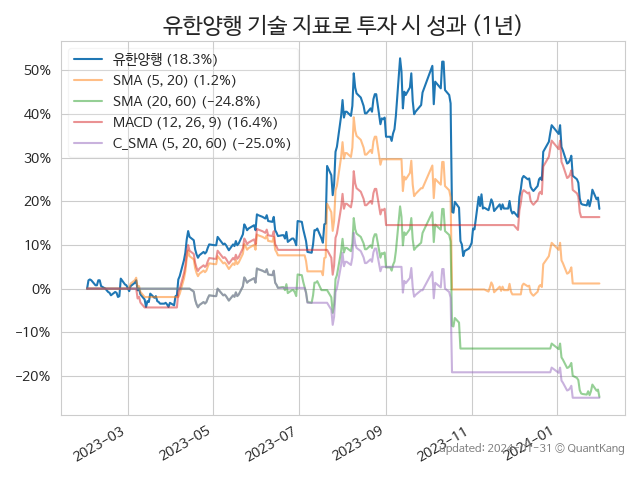 유한양행 기술 지표로 투자 시 성과 (1년)
유한양행 (18.3%)
SMA (5, 20) (1.2%)
SMA (20, 60) (−24.8%)
MACD (12, 26, 9) (16.4%)
C_SMA (5, 20, 60) (−25.0%)
50%
40%
30%
20%
10%
0%
−10%
−20%
2023-03
2023-05
2023-07
2023-09
2023-11
2024-01
updated: 2024-01-31 © QuantKang